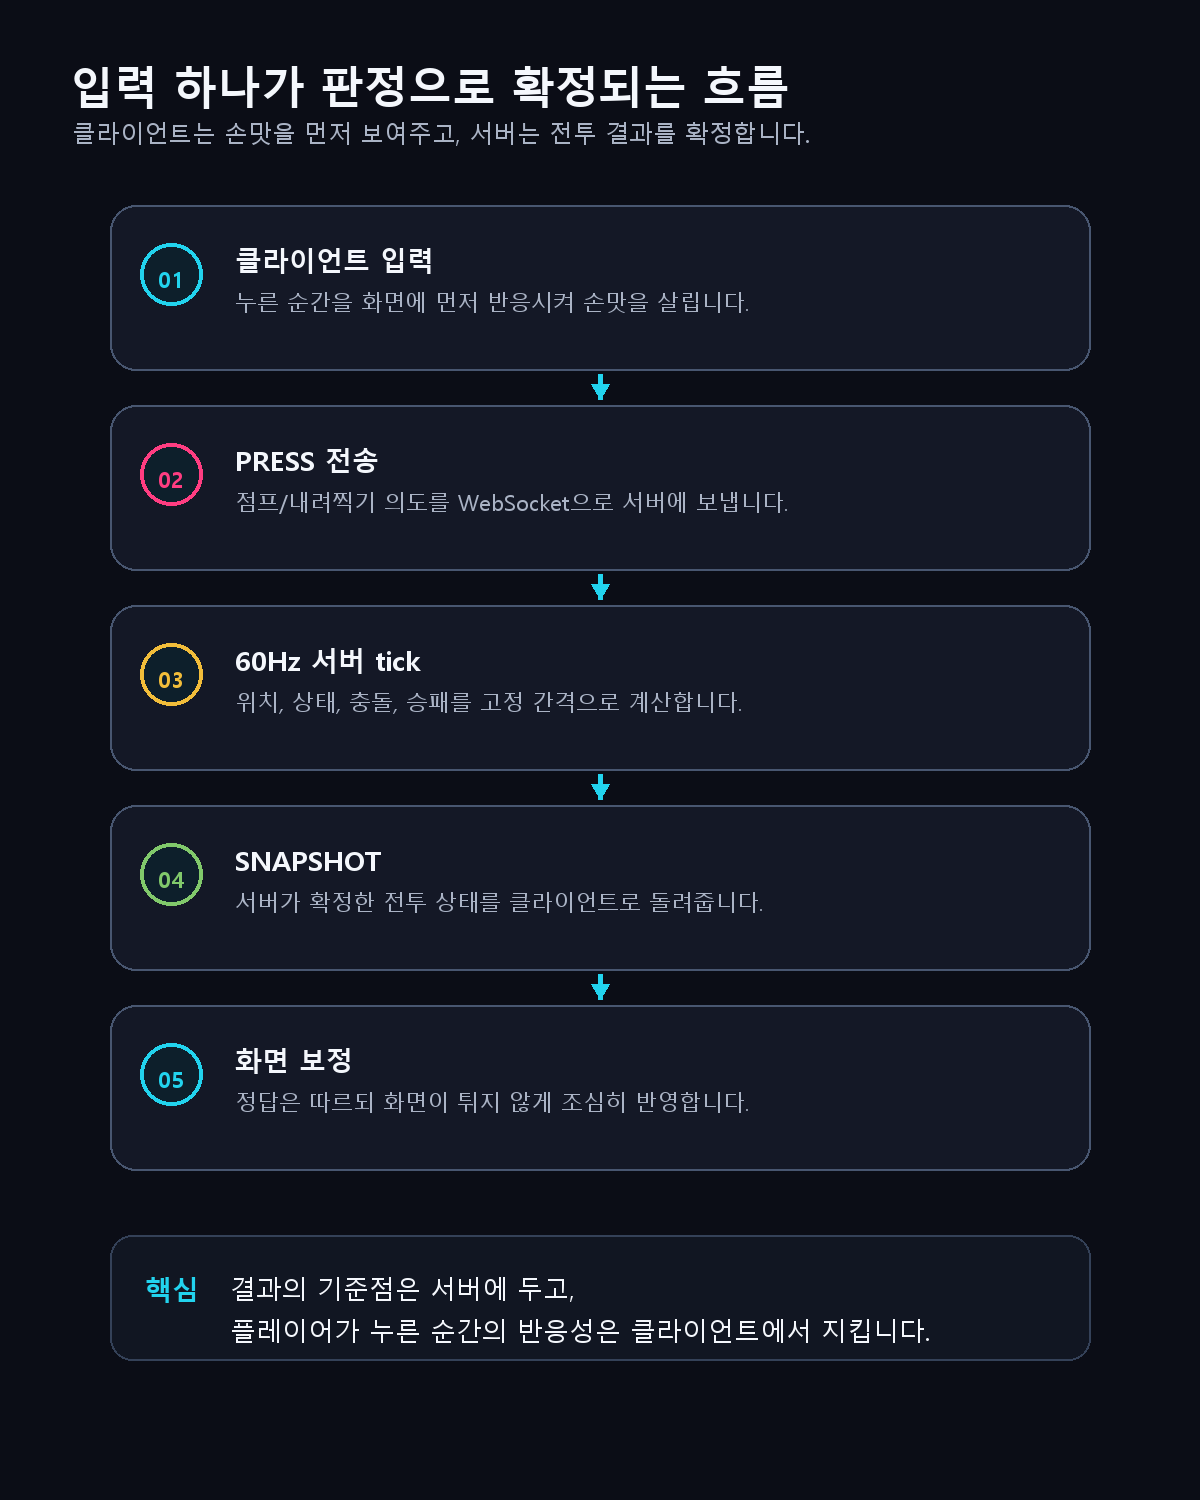 입력 하나가 판정으로 확정되는 흐름
클라이언트는 손맛을 먼저 보여주고, 서버는 전투 결과를 확정합니다.
01
클라이언트 입력
누른 순간을 화면에 먼저 반응시켜 손맛을 살립니다.
02
PRESS 전송
점프/내려찍기 의도를 WebSocket으로 서버에 보냅니다.
03
60Hz 서버 tick
위치, 상태, 충돌, 승패를 고정 간격으로 계산합니다.
04
SNAPSHOT
서버가 확정한 전투 상태를 클라이언트로 돌려줍니다.
05
화면 보정
정답은 따르되 화면이 튀지 않게 조심히 반영합니다.
핵심 결과의 기준점은 서버에 두고,
플레이어가 누른 순간의 반응성은 클라이언트에서 지킵니다.